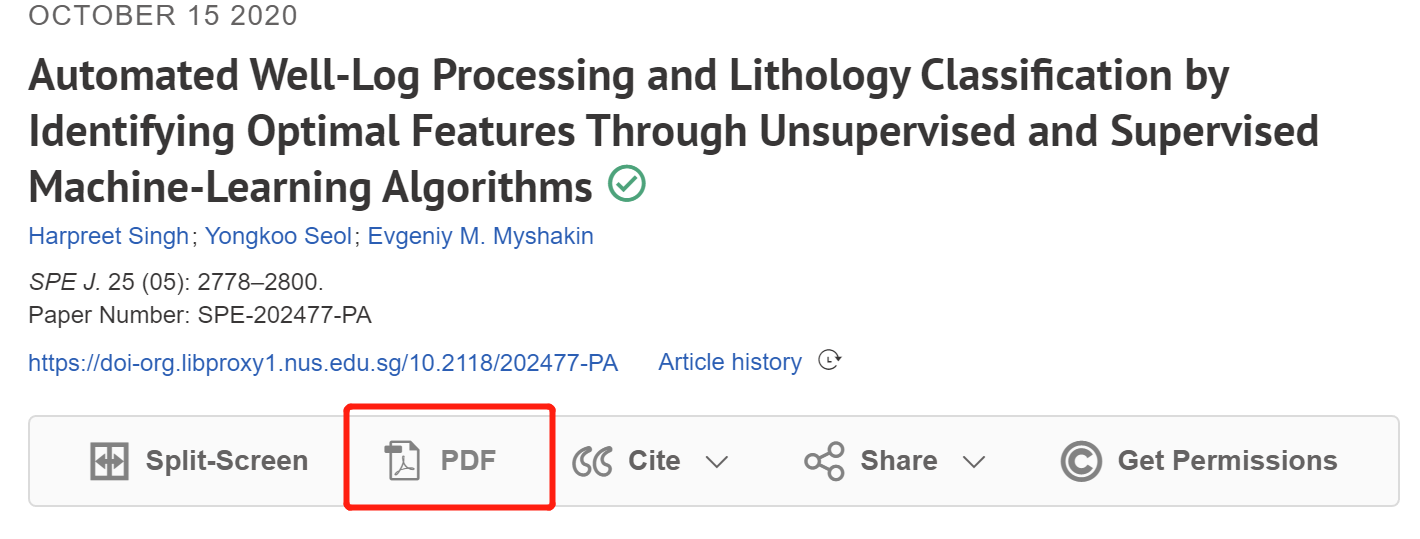 OCTOBER 15 2020
Automated Well-Log Processing and Lithology Classification by
Identifying Optimal Features Through Unsupervised and Supervised
Machine-Learning Algorithms
Harpreet Singh; Yongkoo Seol; Evgeniy M. Myshakin
SPE J. 25 (05): 2778–2800.
Paper Number: SPE-202477-PA
https://doi-org.libproxy1.nus.edu.sg/10.2118/202477-PA Article history
Split-Screen PDF Cite Share Get Permissions